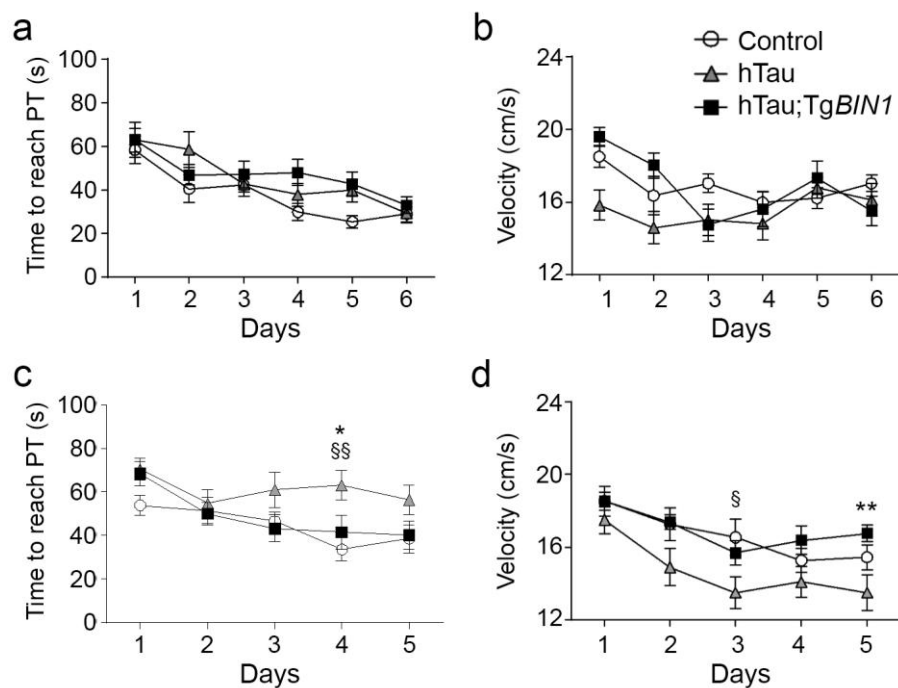 a
100
80
60
40
20
0
Time to reach PT (s)
1 2 3 4 5 6
Days
b
24
20
16
12
Velocity (cm/s)
Control
hTau
hTau;TgBIN1
1 2 3 4 5 6
Days
c
100
80
60
40
20
0
Time to reach PT (s)
*
§§
1 2 3 4 5
Days
d
24
20
16
12
Velocity (cm/s)
§
**
1 2 3 4 5
Days